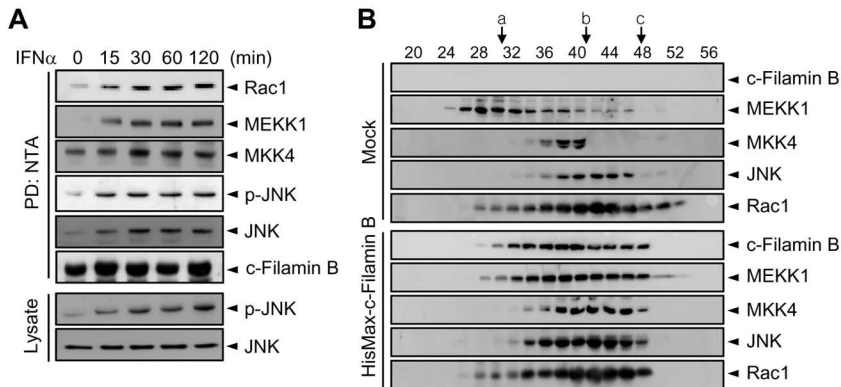 A
IFNα 0 15 30 60 120 (min)
PD: NTA
Rac1
MEKK1
MKK4
p-JNK
JNK
c-Filamin B
Lysate
p-JNK
JNK
B
a b c
20 24 28 32 36 40 44 48 52 56
Mock
c-Filamin B
MEKK1
MKK4
JNK
Rac1
HisMax-c-Filamin B
c-Filamin B
MEKK1
MKK4
JNK
Rac1